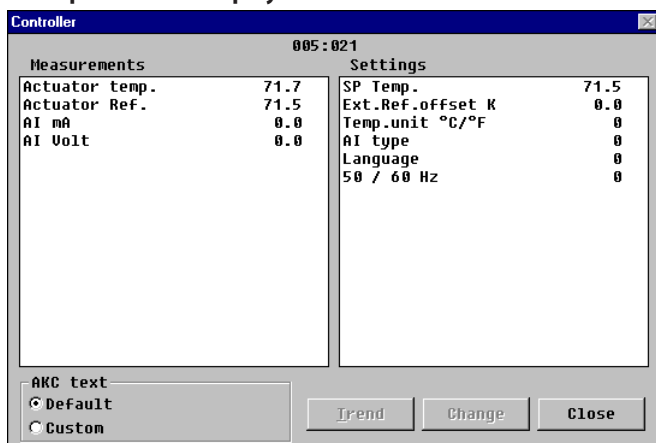 Controller
005:021
Measurements Settings
Actuator temp. 71.7 SP Temp. 71.5
Actuator Ref. 71.5 Ext.Ref.offset K 0.0
AI mA 0.0 Temp.unit °C/°F 0
AI Volt 0.0 AI type 0
Language 0
50 / 60 Hz 0
AKC text
Default
Custom
Trend Change Close